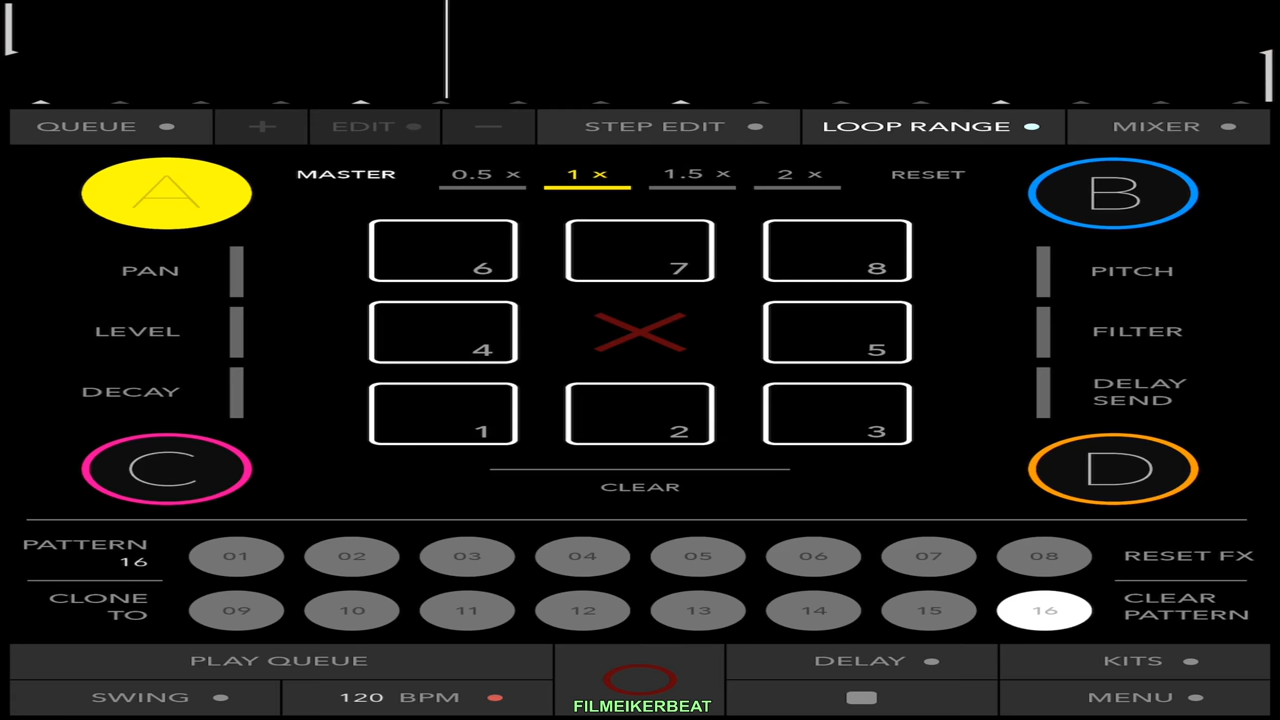 QUEUE + EDIT — STEP EDIT LOOP RANGE MIXER
A MASTER 0.5 x 1 x 1.5 x 2 x RESET B
6 7 8
PAN PITCH
LEVEL 4 5 FILTER
DECAY DELAY
SEND
1 2 3
C CLEAR D
PATTERN
16
01 02 03 04 05 06 07 08 RESET FX
CLONE
TO
09 10 11 12 13 14 15 16 CLEAR
PATTERN
PLAY QUEUE DELAY KITS
SWING 120 BPM MENU
FILMEIKERBEAT